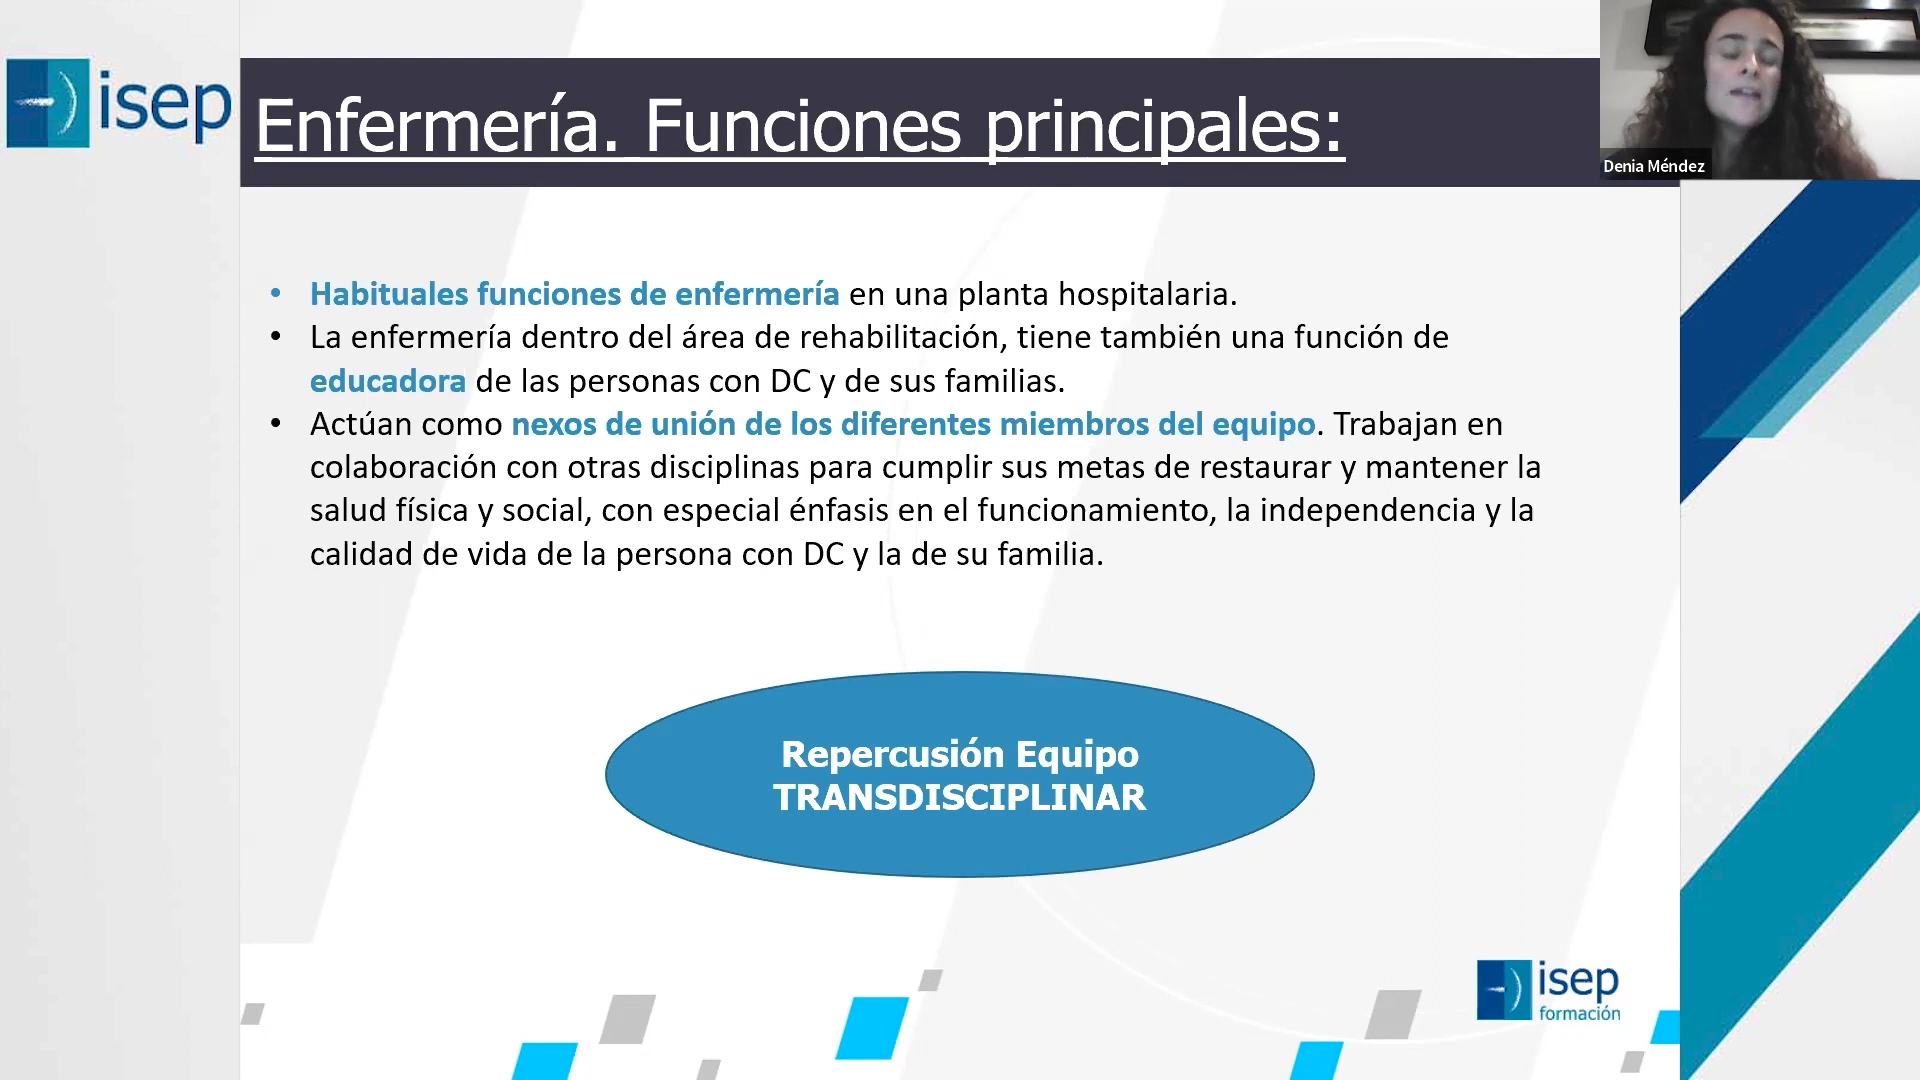 isep
Enfermería. Funciones principales:
Denia Méndez
• Habituales funciones de enfermería en una planta hospitalaria.
• La enfermería dentro del área de rehabilitación, tiene también una función de
educadora de las personas con DC y de sus familias.
• Actúan como nexos de unión de los diferentes miembros del equipo. Trabajan en
colaboración con otras disciplinas para cumplir sus metas de restaurar y mantener la
salud física y social, con especial énfasis en el funcionamiento, la independencia y la
calidad de vida de la persona con DC y la de su familia.
Repercusión Equipo
TRANSDISCIPLINAR
isep
formación